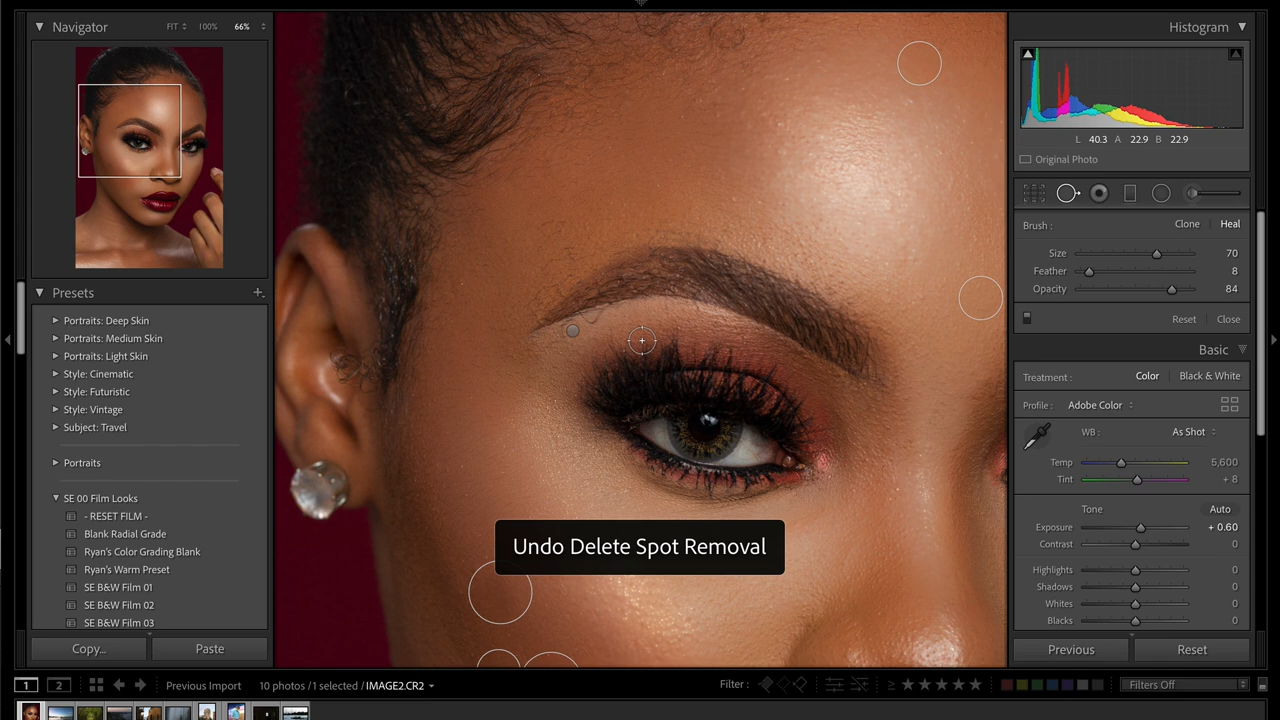 Navigator FIT 100% 66%
Presets +
Portraits: Deep Skin
Portraits: Medium Skin
Portraits: Light Skin
Style: Cinematic
Style: Futuristic
Style: Vintage
Subject: Travel
Portraits
SE 00 Film Looks
- RESET FILM -
Blank Radial Grade
Ryan's Color Grading Blank
Ryan's Warm Preset
SE B&W Film 01
SE B&W Film 02
SE B&W Film 03
Copy... Paste
Undo Delete Spot Removal
Histogram
L 40.3 A 22.9 B 22.9
Original Photo
Brush : Clone Heal
Size 70
Feather 8
Opacity 84
Reset Close
Basic
Treatment : Color Black & White
Profile : Adobe Color
WB : As Shot
Temp 5,600
Tint + 8
Tone Auto
Exposure + 0.60
Contrast 0
Highlights 0
Shadows 0
Whites 0
Blacks 0
Previous Reset
1 2 Previous Import 10 photos / 1 selected / IMAGE2.CR2 Filter : ≥ ★★★★★ Filters Off